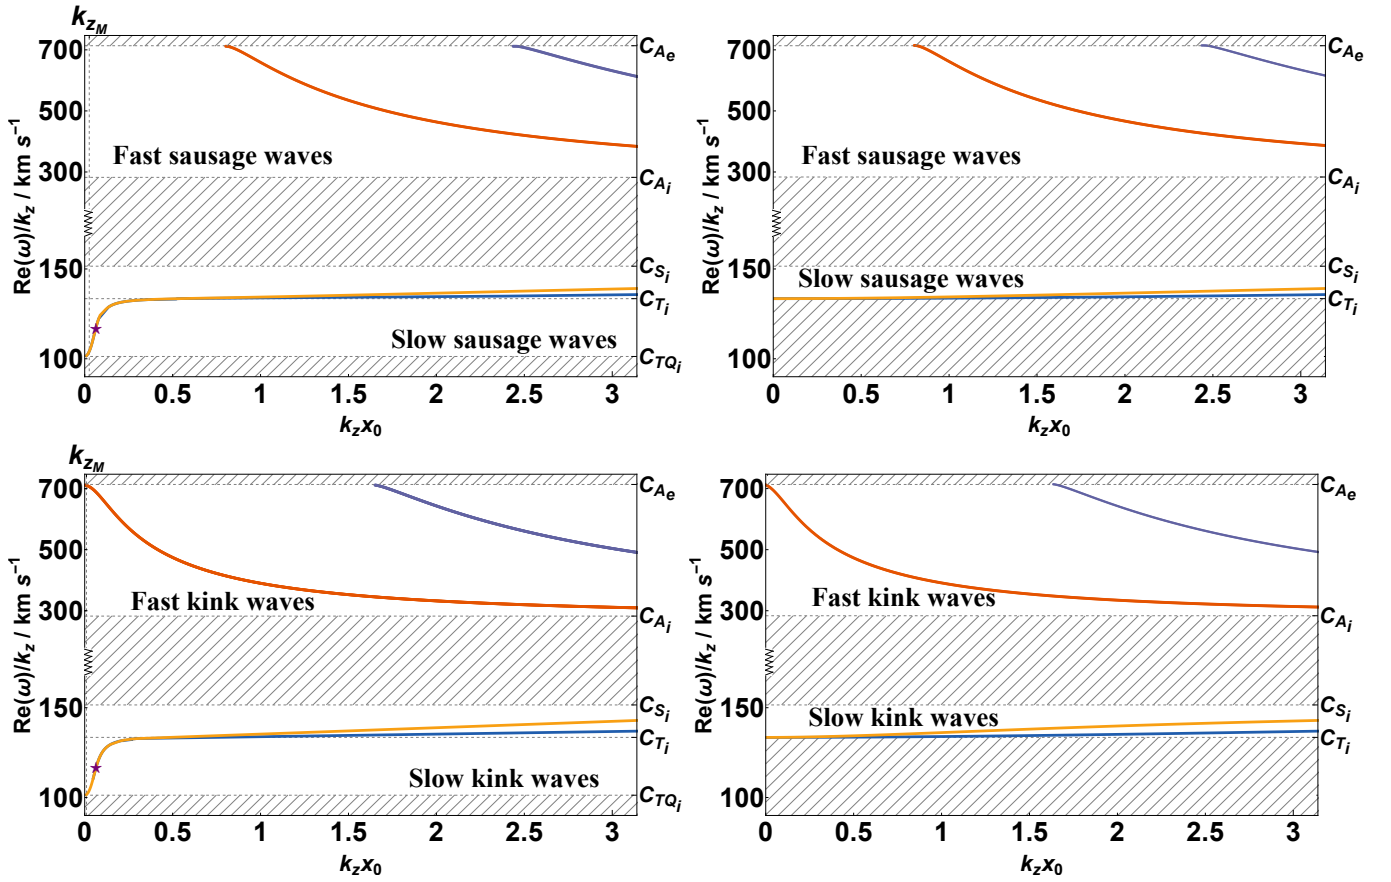 k_{z_M}
700
500
300
150
100
Re(ω)/k_z / km s⁻¹
Fast sausage waves
Slow sausage waves
C_{A_e}
C_{A_i}
C_{S_i}
C_{T_i}
C_{TQ_i}
0 0.5 1 1.5 2 2.5 3
k_z x_0
700
500
300
150
100
Re(ω)/k_z / km s⁻¹
Fast sausage waves
Slow sausage waves
C_{A_e}
C_{A_i}
C_{S_i}
C_{T_i}
0 0.5 1 1.5 2 2.5 3
k_z x_0
k_{z_M}
700
500
300
150
100
Re(ω)/k_z / km s⁻¹
Fast kink waves
Slow kink waves
C_{A_e}
C_{A_i}
C_{S_i}
C_{T_i}
C_{TQ_i}
0 0.5 1 1.5 2 2.5 3
k_z x_0
700
500
300
150
100
Re(ω)/k_z / km s⁻¹
Fast kink waves
Slow kink waves
C_{A_e}
C_{A_i}
C_{S_i}
C_{T_i}
0 0.5 1 1.5 2 2.5 3
k_z x_0